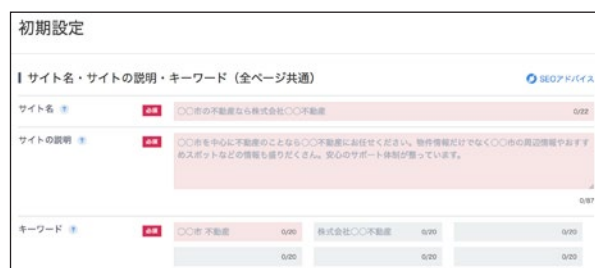 初期設定
サイト名・サイトの説明・キーワード（全ページ共通）
SEOアドバイス
サイト名 ? 必須 〇〇市の不動産なら株式会社〇〇不動産 0/22
サイトの説明 ? 必須 〇〇市を中心に不動産のことなら〇〇不動産にお任せください。物件情報だけでなく〇〇市の周辺情報やおすす
めスポットなどの情報も盛りだくさん。安心のサポート体制が整っています。
0/87
キーワード ? 必須 〇〇市 不動産 0/20 株式会社〇〇不動産 0/20 0/20
0/20 0/20 0/20